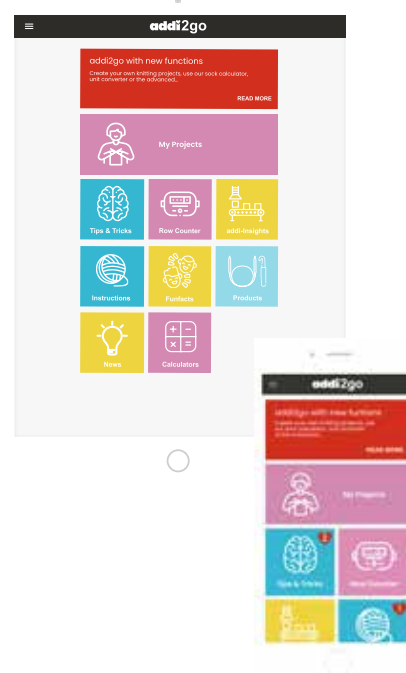 addi2go
addi2go with new functions
Create your own knitting projects, use our sock calculator,
unit converter or the advanced...
READ MORE
My Projects
Tips & Tricks
Row Counter
addi-Insights
Instructions
Funfacts
Products
News
Calculators
addi2go
addi2go with new functions
READ MORE
My Projects
2
Tips & Tricks
Row Counter
1